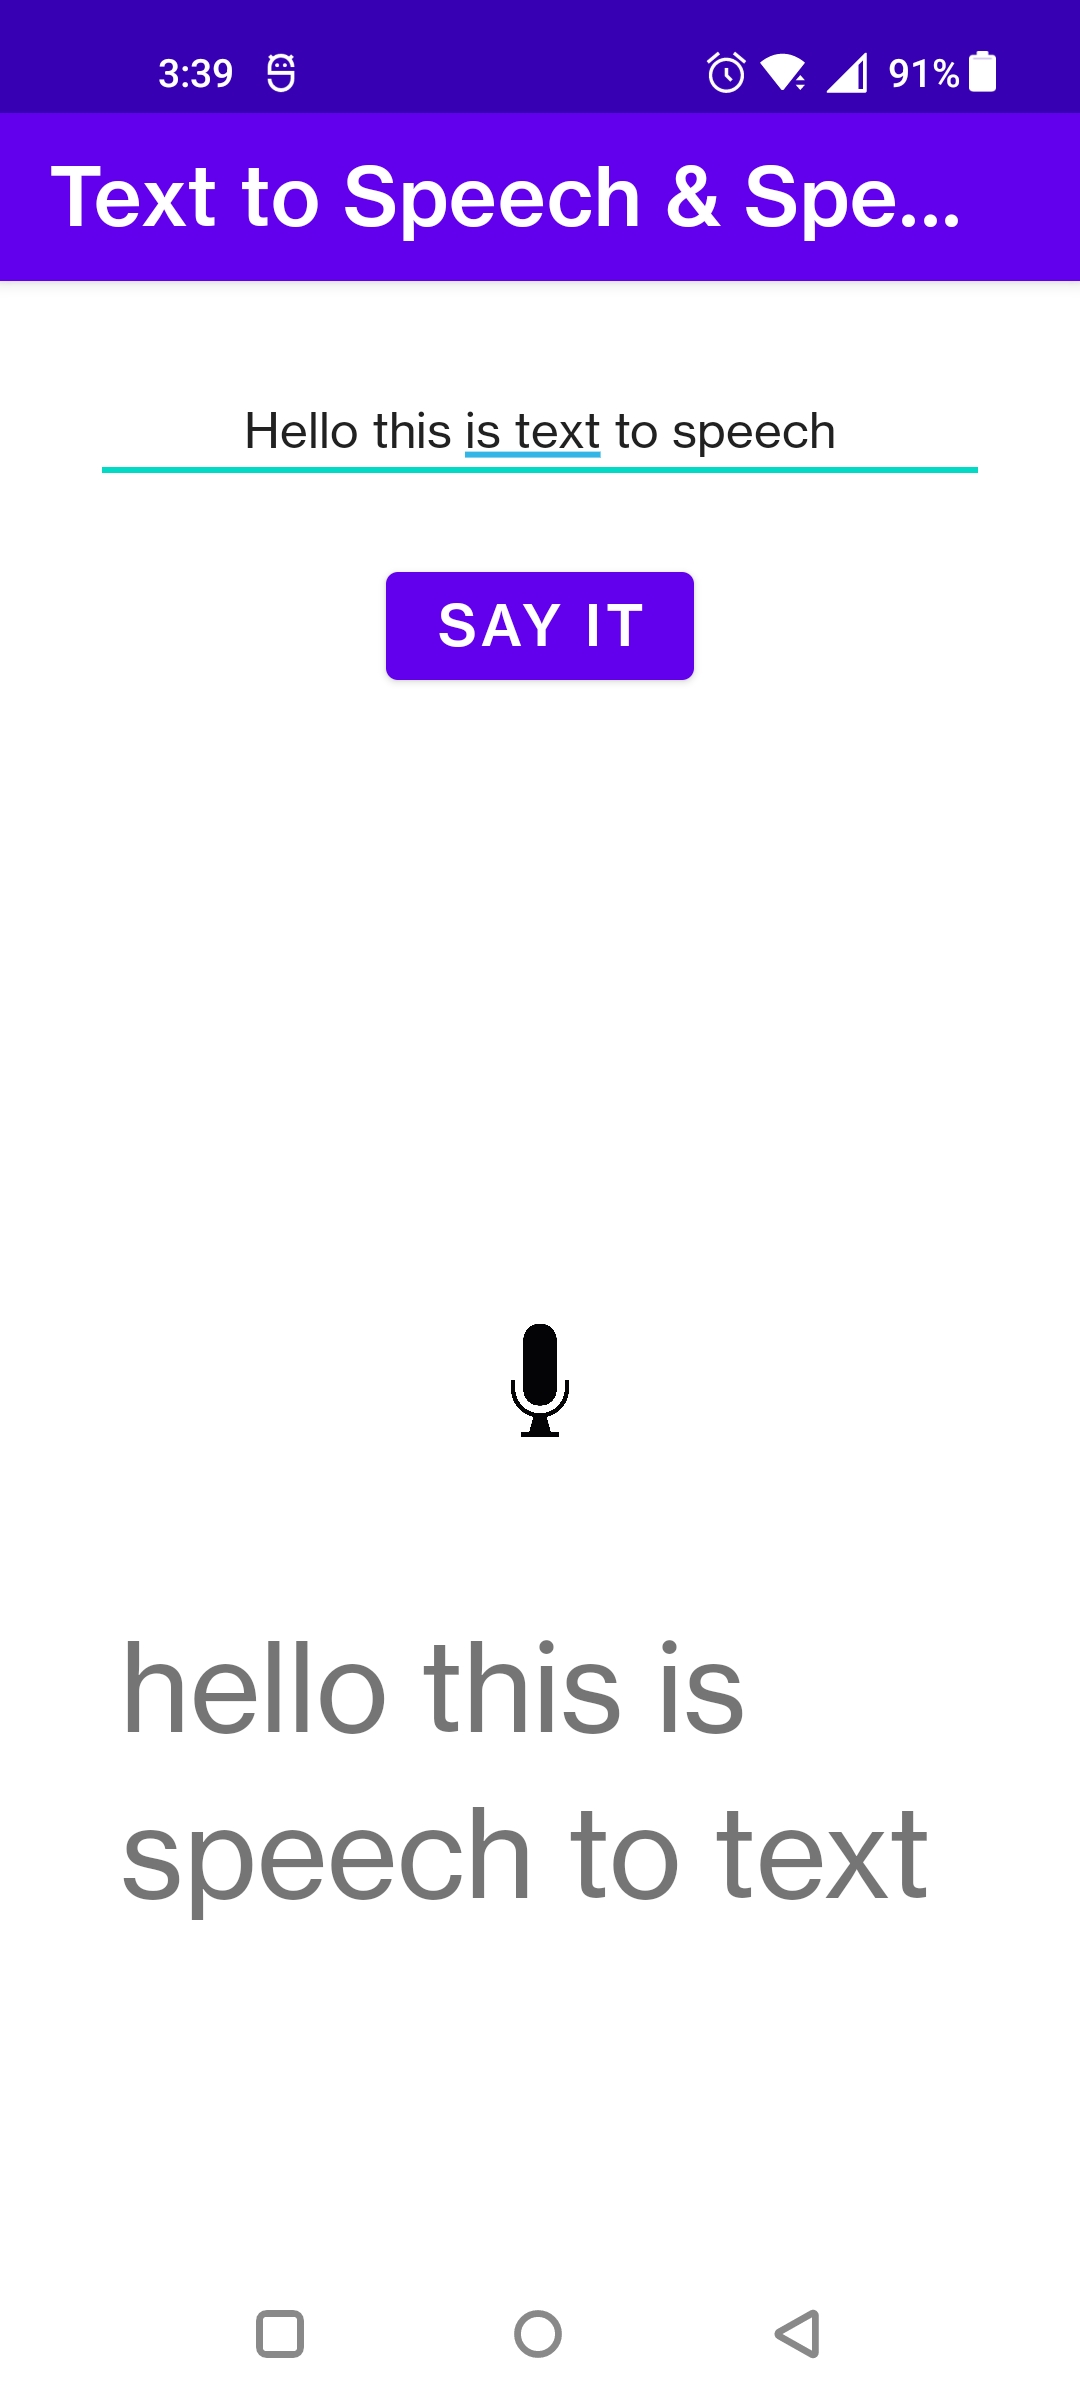 3:39 91%
Text to Speech & Spe...
Hello this is text to speech
SAY IT
hello this is
speech to text